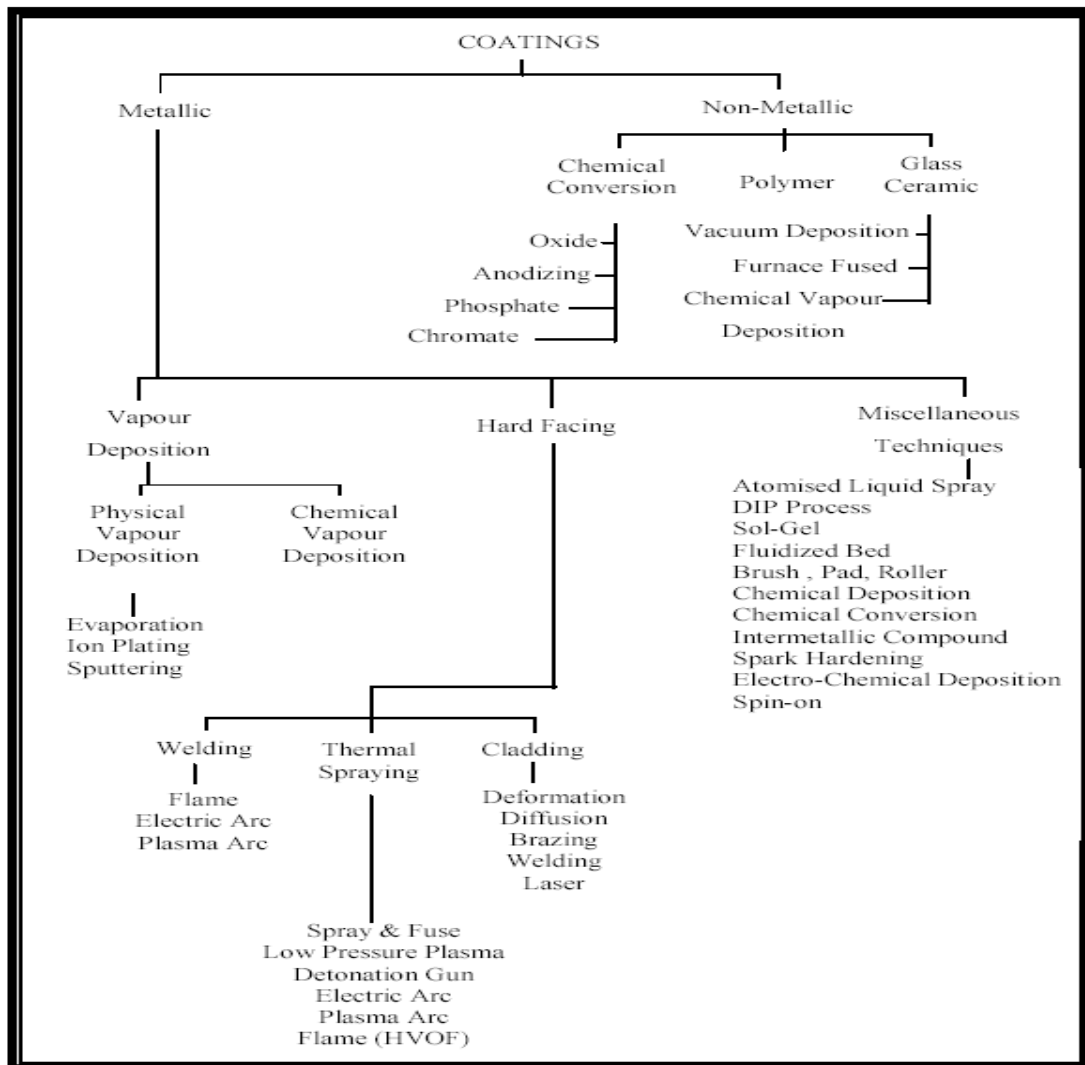 COATINGS
Metallic
Non-Metallic
Chemical
Conversion
Polymer
Glass
Ceramic
Oxide
Anodizing
Phosphate
Chromate
Vacuum Deposition
Furnace Fused
Chemical Vapour
Deposition
Vapour
Deposition
Hard Facing
Miscellaneous
Techniques
Physical
Vapour
Deposition
Chemical
Vapour
Deposition
Evaporation
Ion Plating
Sputtering
Atomised Liquid Spray
DIP Process
Sol-Gel
Fluidized Bed
Brush , Pad, Roller
Chemical Deposition
Chemical Conversion
Intermetallic Compound
Spark Hardening
Electro-Chemical Deposition
Spin-on
Welding
Thermal
Spraying
Cladding
Flame
Electric Arc
Plasma Arc
Deformation
Diffusion
Brazing
Welding
Laser
Spray & Fuse
Low Pressure Plasma
Detonation Gun
Electric Arc
Plasma Arc
Flame (HVOF)